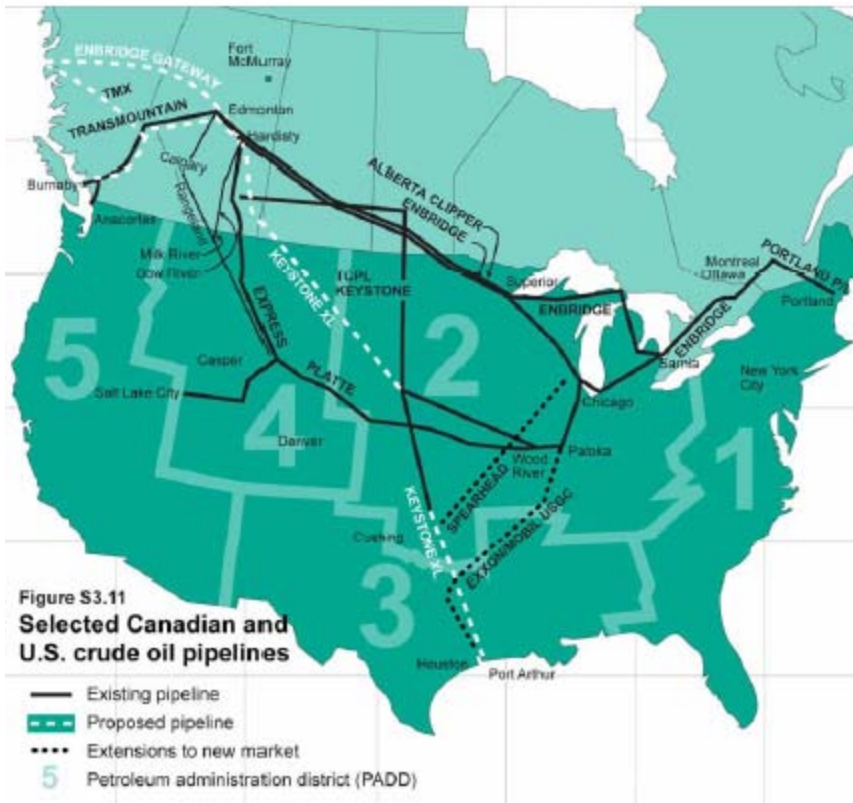 ENBRIDGE GATEWAY
Fort
McMurray
TMX
TRANSMOUNTAIN
Edmonton
Hardisty
Calgary
Rangeland
Burnaby
Anacortes
ALBERTA CLIPPER
ENBRIDGE
Milk River
Bow River
TCPL
KEYSTONE
KEYSTONE XL
EXPRESS
Superior
ENBRIDGE
Montreal
Ottawa
PORTLAND P/L
Portland
ENBRIDGE
Sarnia
5
2
4
1
3
Casper
PLATTE
Salt Lake City
Denver
Chicago
New York
City
Wood
River
Patoka
SPEARHEAD
KEYSTONE XL
Cushing
EXXON/MOBIL USGC
Houston
Port Arthur
Figure S3.11
Selected Canadian and
U.S. crude oil pipelines
Existing pipeline
Proposed pipeline
Extensions to new market
5 Petroleum administration district (PADD)